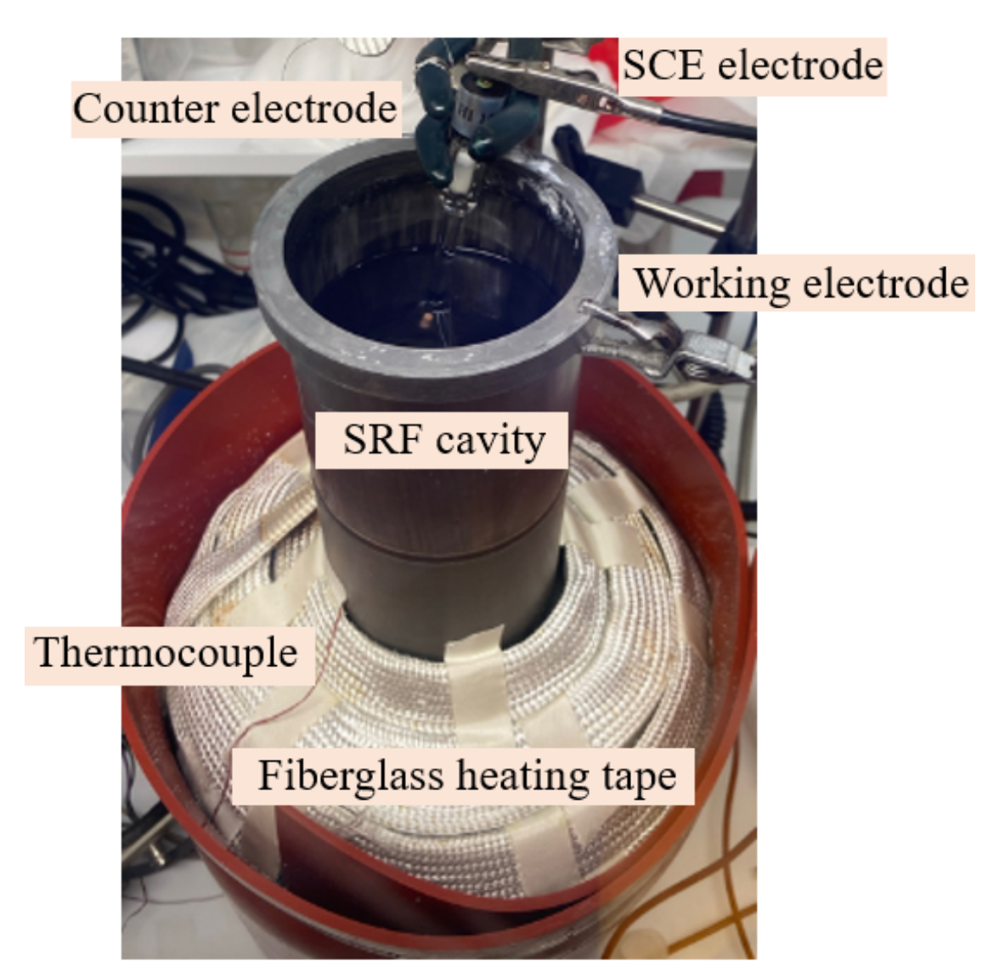 SCE electrode
Counter electrode
Working electrode
SRF cavity
Thermocouple
Fiberglass heating tape